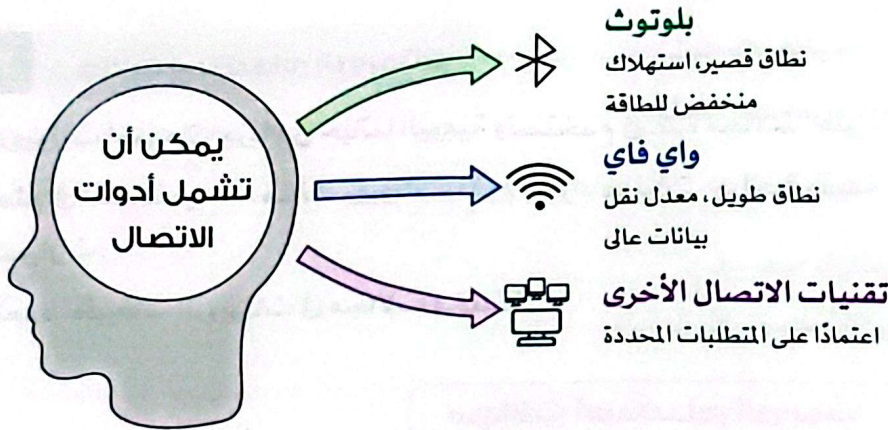 يمكن أن
تشمل أدوات
الاتصال
بلوتوث
نطاق قصير، استهلاك
منخفض للطاقة
واي فاي
نطاق طويل، معدل نقل
بيانات عالى
تقنيات الاتصال الأخرى
اعتمادًا على المتطلبات المحددة